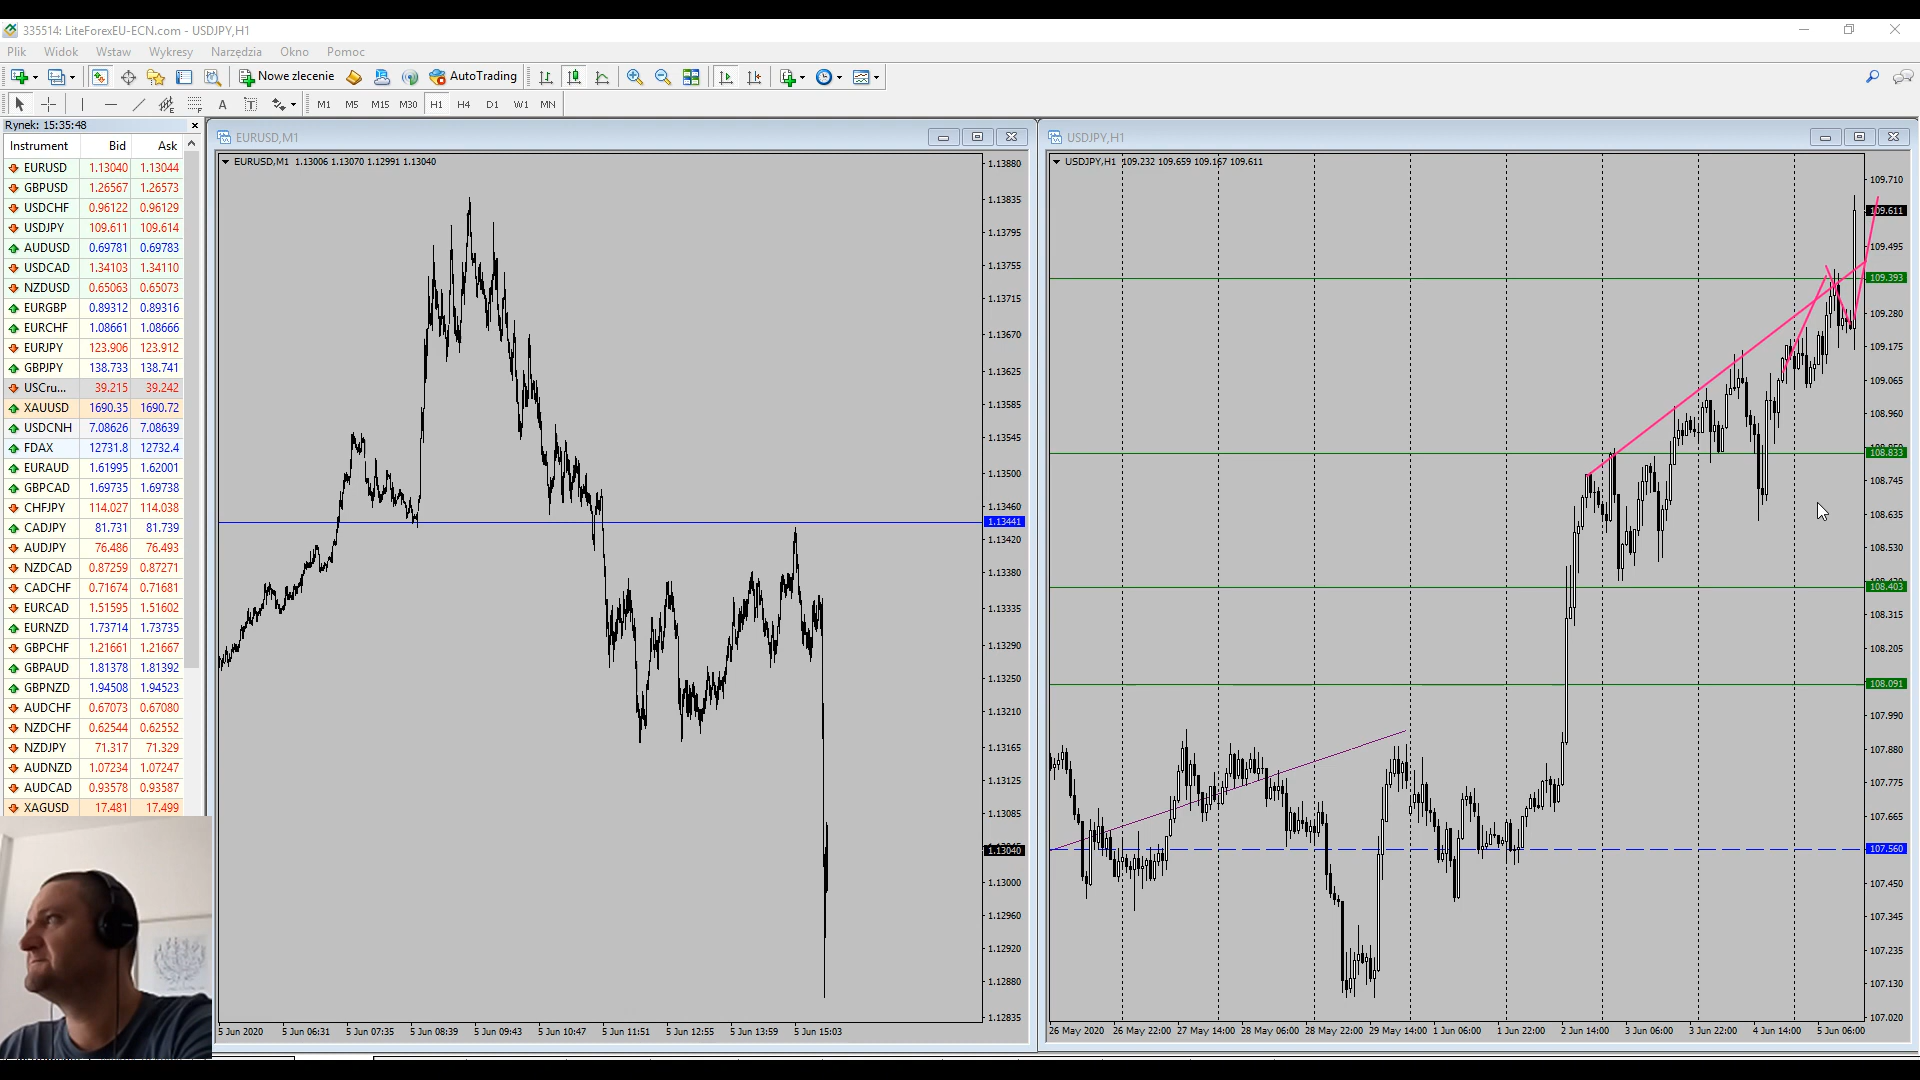 335514: LiteForexEU-ECN.com - USDJPY,H1
Plik Widok Wstaw Wykresy Narzędzia Okno Pomoc
Nowe zlecenie AutoTrading
A T M1 M5 M15 M30 H1 H4 D1 W1 MN
Rynek: 15:35:48
Instrument Bid Ask
EURUSD 1.13040 1.13044
GBPUSD 1.26567 1.26573
USDCHF 0.96122 0.96129
USDJPY 109.611 109.614
AUDUSD 0.69781 0.69783
USDCAD 1.34103 1.34110
NZDUSD 0.65063 0.65073
EURGBP 0.89312 0.89316
EURCHF 1.08661 1.08666
EURJPY 123.906 123.912
GBPJPY 138.733 138.741
USCru... 39.215 39.242
XAUUSD 1690.35 1690.72
USDCNH 7.08626 7.08639
FDAX 12731.8 12732.4
EURAUD 1.61995 1.62001
GBPCAD 1.69735 1.69738
CHFJPY 114.027 114.038
CADJPY 81.731 81.739
AUDJPY 76.486 76.493
NZDCAD 0.87259 0.87271
CADCHF 0.71674 0.71681
EURCAD 1.51595 1.51602
EURNZD 1.73714 1.73735
GBPCHF 1.21661 1.21667
GBPAUD 1.81378 1.81392
GBPNZD 1.94508 1.94523
AUDCHF 0.67073 0.67080
NZDCHF 0.62544 0.62552
NZDJPY 71.317 71.329
AUDNZD 1.07234 1.07247
AUDCAD 0.93578 0.93587
XAGUSD 17.481 17.499
EURUSD,M1
EURUSD,M1 1.13006 1.13070 1.12991 1.13040
1.13880
1.13835
1.13795
1.13755
1.13715
1.13670
1.13625
1.13585
1.13545
1.13500
1.13460
1.13441
1.13420
1.13380
1.13335
1.13290
1.13250
1.13210
1.13165
1.13125
1.13085
1.13040
1.13000
1.12960
1.12920
1.12880
1.12835
5 Jun 2020 5 Jun 06:31 5 Jun 07:35 5 Jun 08:39 5 Jun 09:43 5 Jun 10:47 5 Jun 11:51 5 Jun 12:55 5 Jun 13:59 5 Jun 15:03
USDJPY,H1
USDJPY,H1 109.232 109.659 109.167 109.611
109.710
109.611
109.495
109.393
109.280
109.175
109.065
108.960
108.833
108.745
108.635
108.530
108.403
108.315
108.205
108.091
107.990
107.880
107.775
107.665
107.560
107.450
107.345
107.235
107.130
107.020
26 May 2020 26 May 22:00 27 May 14:00 28 May 06:00 28 May 22:00 29 May 14:00 1 Jun 06:00 1 Jun 22:00 2 Jun 14:00 3 Jun 06:00 3 Jun 22:00 4 Jun 14:00 5 Jun 06:00